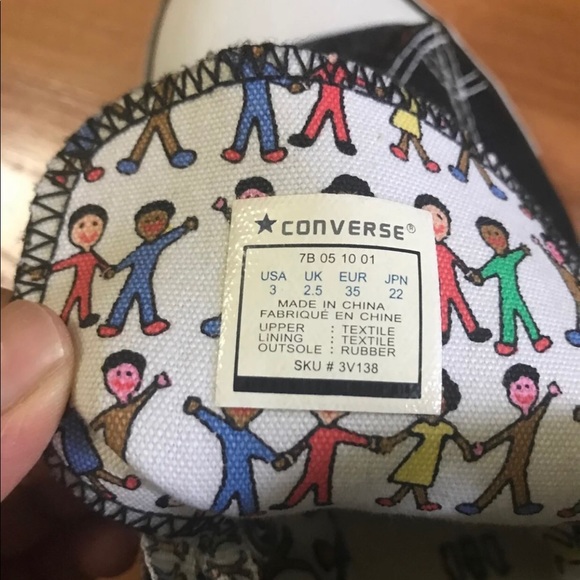 ★CONVERSE®
7B 05 10 01
USA UK EUR JPN
3 2.5 35 22
MADE IN CHINA
FABRIQUÉ EN CHINE
UPPER : TEXTILE
LINING : TEXTILE
OUTSOLE : RUBBER
SKU # 3V138